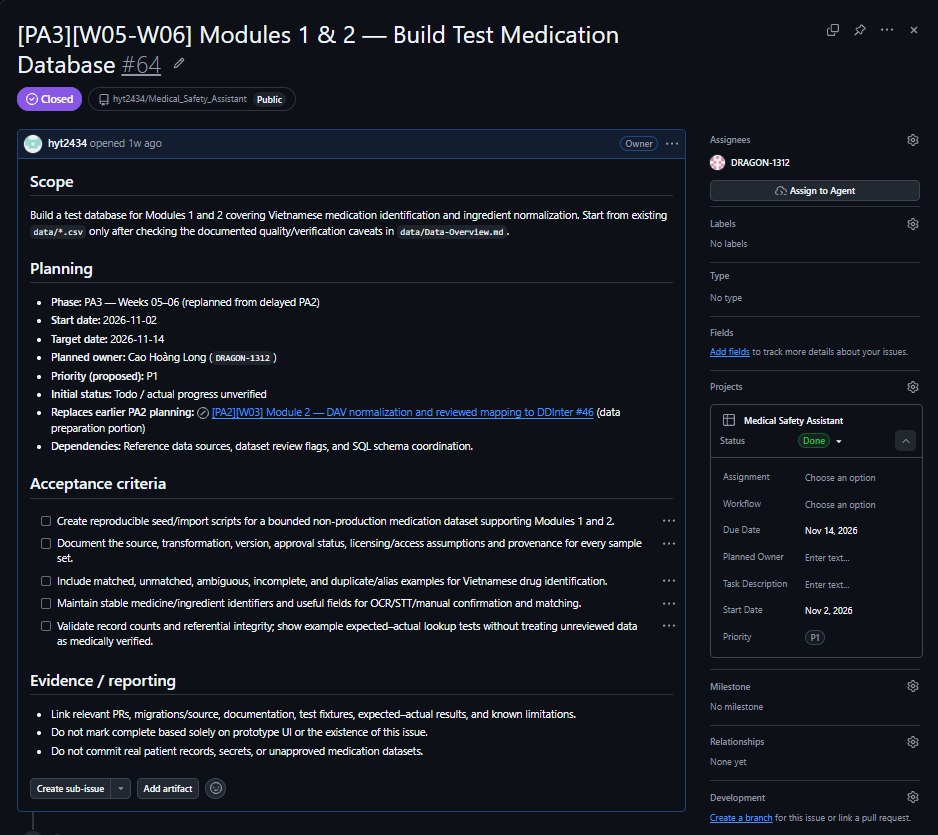 [PA3][W05-W06] Modules 1 & 2 — Build Test Medication
Database #64
Closed
hyt2434/Medical_Safety_Assistant
Public
hyt2434 opened 1w ago
Owner
Scope
Build a test database for Modules 1 and 2 covering Vietnamese medication identification and ingredient normalization. Start from existing
data/*.csv only after checking the documented quality/verification caveats in data/Data-Overview.md.
Planning
Phase: PA3 — Weeks 05–06 (replanned from delayed PA2)
Start date: 2026-11-02
Target date: 2026-11-14
Planned owner: Cao Hoàng Long ( DRAGON-1312 )
Priority (proposed): P1
Initial status: Todo / actual progress unverified
Replaces earlier PA2 planning: [PA2][W03] Module 2 — DAV normalization and reviewed mapping to DDInter #46 (data
preparation portion)
Dependencies: Reference data sources, dataset review flags, and SQL schema coordination.
Acceptance criteria
Create reproducible seed/import scripts for a bounded non-production medication dataset supporting Modules 1 and 2.
Document the source, transformation, version, approval status, licensing/access assumptions and provenance for every sample
set.
Include matched, unmatched, ambiguous, incomplete, and duplicate/alias examples for Vietnamese drug identification.
Maintain stable medicine/ingredient identifiers and useful fields for OCR/STT/manual confirmation and matching.
Validate record counts and referential integrity; show example expected–actual lookup tests without treating unreviewed data
as medically verified.
Evidence / reporting
Link relevant PRs, migrations/source, documentation, test fixtures, expected–actual results, and known limitations.
Do not mark complete based solely on prototype UI or the existence of this issue.
Do not commit real patient records, secrets, or unapproved medication datasets.
Create sub-issue
Add artifact
Assignees
DRAGON-1312
Assign to Agent
Labels
No labels
Type
No type
Fields
Add fields to track more details about your issues.
Projects
Medical Safety Assistant
Status Done
Assignment Choose an option
Workflow Choose an option
Due Date Nov 14, 2026
Planned Owner Enter text...
Task Description Enter text...
Start Date Nov 2, 2026
Priority P1
Milestone
No milestone
Relationships
None yet
Development
Create a branch for this issue or link a pull request.